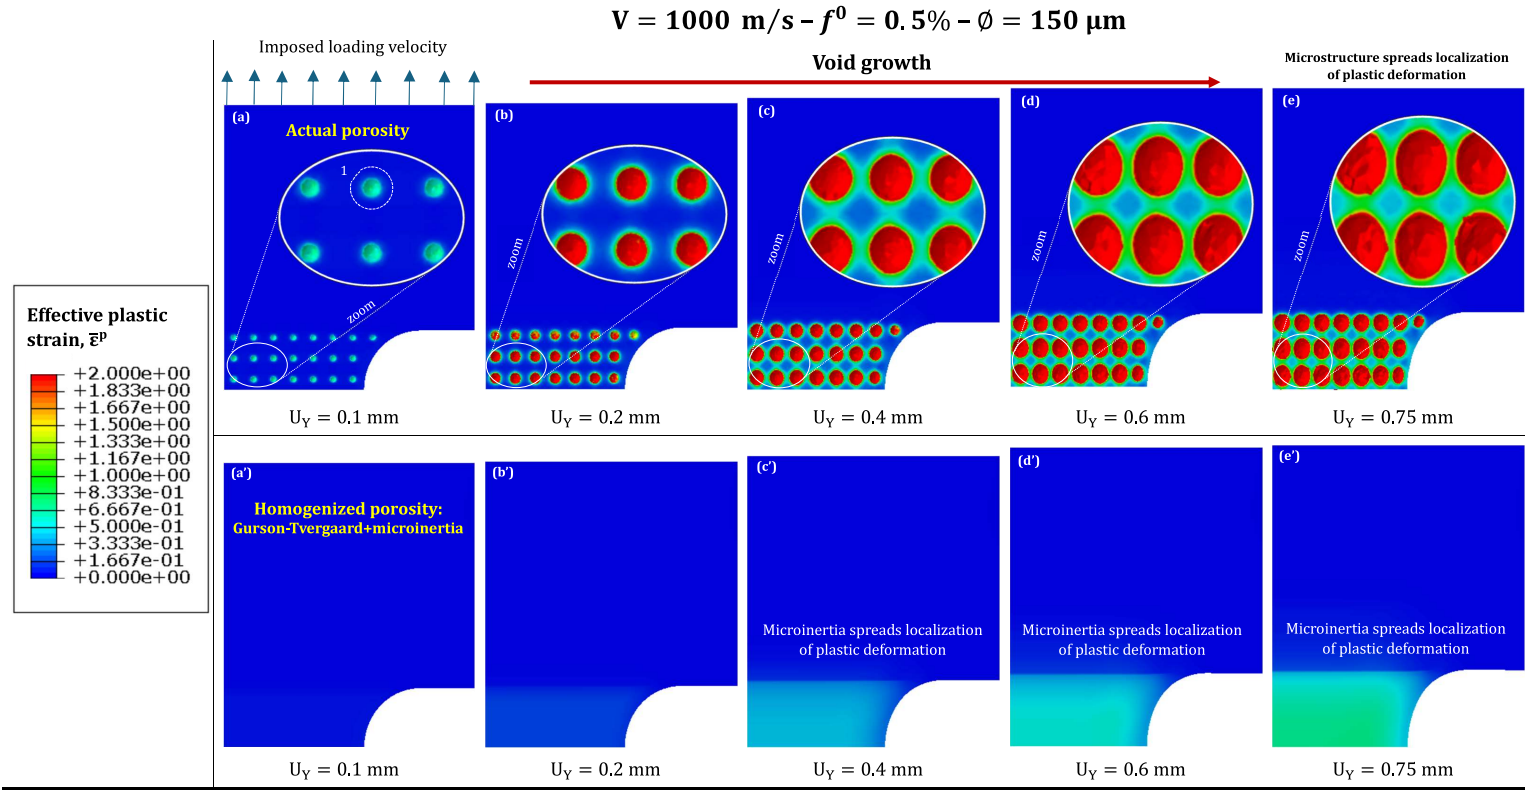 V = 1000 m/s – f⁰ = 0.5% – ∅ = 150 μm
Imposed loading velocity
Void growth
Microstructure spreads localization
of plastic deformation
(a)
Actual porosity
1
zoom
(b)
zoom
(c)
zoom
(d)
zoom
(e)
zoom
U_Y = 0.1 mm
U_Y = 0.2 mm
U_Y = 0.4 mm
U_Y = 0.6 mm
U_Y = 0.75 mm
Effective plastic
strain, ε̄ᵖ
+2.000e+00
+1.833e+00
+1.667e+00
+1.500e+00
+1.333e+00
+1.167e+00
+1.000e+00
+8.333e-01
+6.667e-01
+5.000e-01
+3.333e-01
+1.667e-01
+0.000e+00
(a')
Homogenized porosity:
Gurson-Tvergaard+microinertia
(b')
(c')
Microinertia spreads localization
of plastic deformation
(d')
Microinertia spreads localization
of plastic deformation
(e')
Microinertia spreads localization
of plastic deformation
U_Y = 0.1 mm
U_Y = 0.2 mm
U_Y = 0.4 mm
U_Y = 0.6 mm
U_Y = 0.75 mm